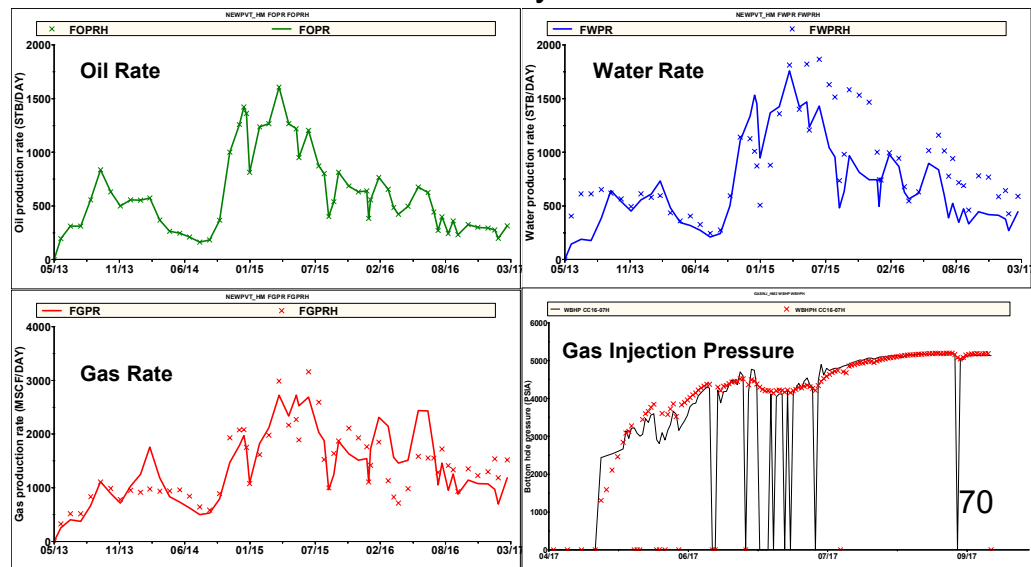 NEWPVT_HM FOPR FOPRH
× FOPRH — FOPR
Oil Rate
Oil production rate (STB/DAY)
2000
1500
1000
500
0
05/13 11/13 06/14 01/15 07/15 02/16 08/16 03/17
NEWPVT_HM FWPR FWPRH
FWPR × FWPRH
Water Rate
Water production rate (STB/DAY)
2000
1500
1000
500
0
05/13 11/13 06/14 01/15 07/15 02/16 08/16 03/17
NEWPVT_HM FGPR FGPRH
FGPR × FGPRH
Gas Rate
Gas production rate (MSCF/DAY)
4000
3000
2000
1000
0
05/13 11/13 06/14 01/15 07/15 02/16 08/16 03/17
WBHP CC16-07H × WBHPH CC16-07H
Gas Injection Pressure
Bottom hole pressure (PSIA)
6000
5000
4000
3000
2000
1000
0
04/17 06/17 07/17 09/17
70